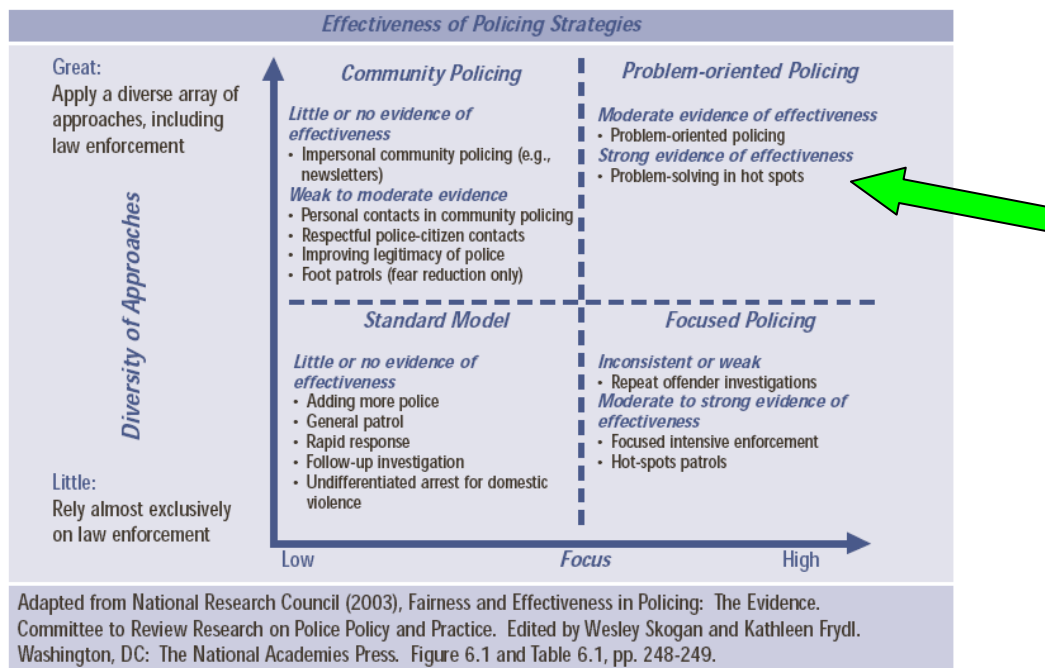 Effectiveness of Policing Strategies
Great:
Apply a diverse array of
approaches, including
law enforcement
Diversity of Approaches
Little:
Rely almost exclusively
on law enforcement
Community Policing
Little or no evidence of
effectiveness
• Impersonal community policing (e.g.,
newsletters)
Weak to moderate evidence
• Personal contacts in community policing
• Respectful police-citizen contacts
• Improving legitimacy of police
• Foot patrols (fear reduction only)
Problem-oriented Policing
Moderate evidence of effectiveness
• Problem-oriented policing
Strong evidence of effectiveness
• Problem-solving in hot spots
Standard Model
Little or no evidence of
effectiveness
• Adding more police
• General patrol
• Rapid response
• Follow-up investigation
• Undifferentiated arrest for domestic
violence
Focused Policing
Inconsistent or weak
• Repeat offender investigations
Moderate to strong evidence of
effectiveness
• Focused intensive enforcement
• Hot-spots patrols
Low Focus High
Adapted from National Research Council (2003), Fairness and Effectiveness in Policing: The Evidence.
Committee to Review Research on Police Policy and Practice. Edited by Wesley Skogan and Kathleen Frydl.
Washington, DC: The National Academies Press. Figure 6.1 and Table 6.1, pp. 248-249.